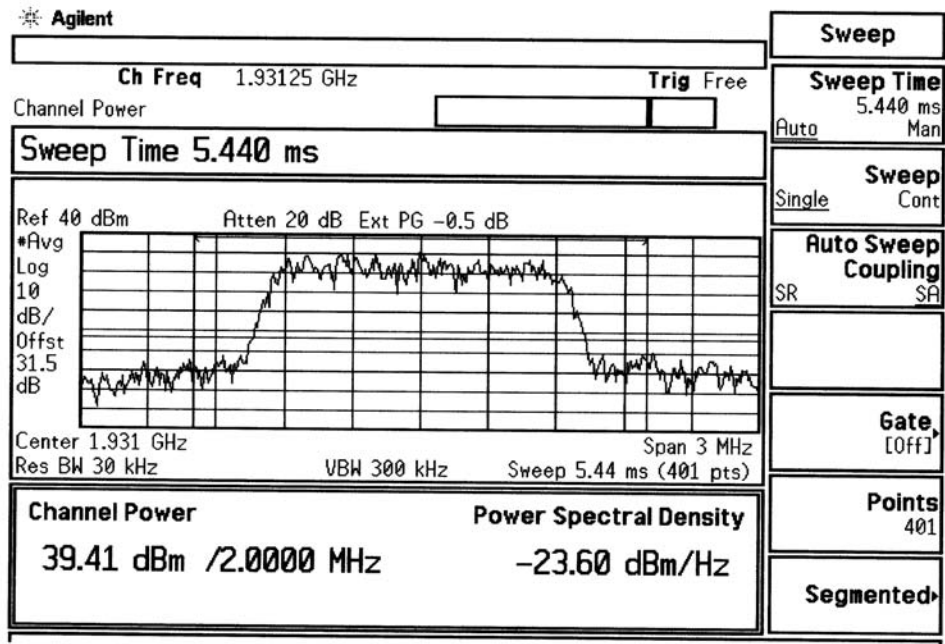 Agilent
Ch Freq 1.93125 GHz Trig Free
Channel Power
Sweep Time 5.440 ms
Ref 40 dBm Atten 20 dB Ext PG -0.5 dB
#Avg
Log
10
dB/
Offst
31.5
dB
Center 1.931 GHz Span 3 MHz
Res BW 30 kHz VBW 300 kHz Sweep 5.44 ms (401 pts)
Channel Power Power Spectral Density
39.41 dBm /2.0000 MHz -23.60 dBm/Hz
Sweep
Sweep Time
5.440 ms
Auto Man
Sweep
Single Cont
Auto Sweep
Coupling
SR SA
Gate
[Off]
Points
401
Segmented